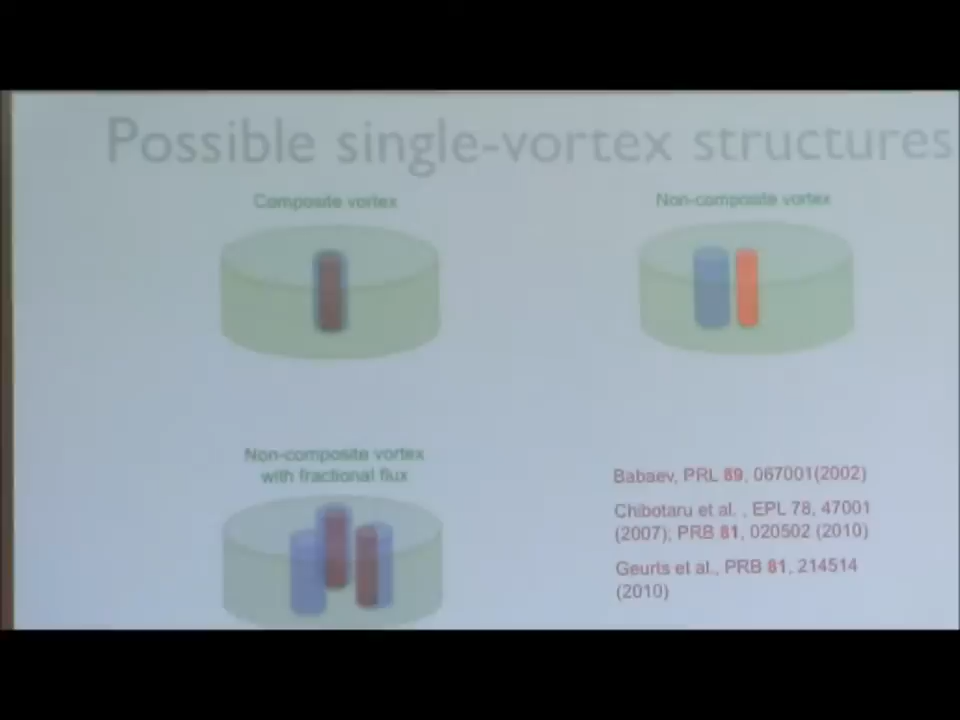 Possible single-vortex structures
Composite vortex
Non-composite vortex
Non-composite vortex
with fractional flux
Babaev, PRL 89, 067001(2002)
Chibotaru et al. , EPL 78, 47001
(2007); PRB 81, 020502 (2010)
Geurts et al., PRB 81, 214514
(2010)